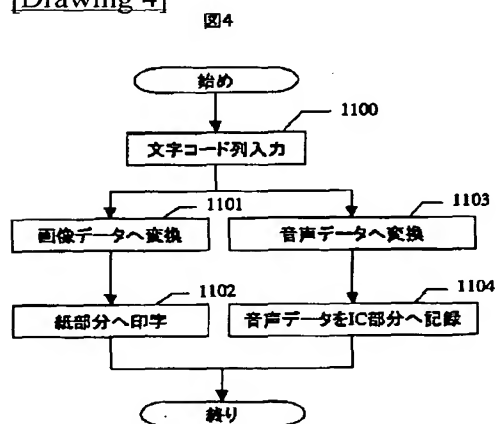 [Drawing 4]
図4
始め
1100
文字コード列入力
1101
画像データへ変換
1103
音声データへ変換
1102
紙部分へ印字
1104
音声データをIC部分へ記録
終り